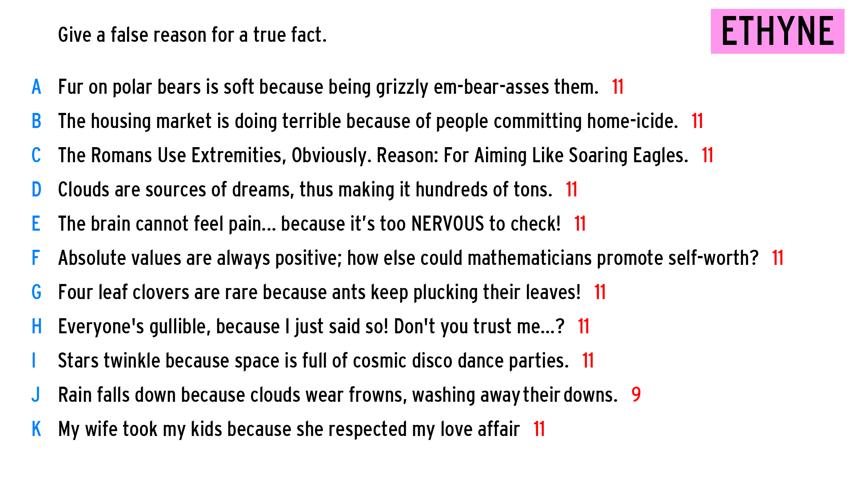 Give a false reason for a true fact.
ETHYNE
A Fur on polar bears is soft because being grizzly em-bear-asses them. 11
B The housing market is doing terrible because of people committing home-icide. 11
C The Romans Use Extremities, Obviously. Reason: For Aiming Like Soaring Eagles. 11
D Clouds are sources of dreams, thus making it hundreds of tons. 11
E The brain cannot feel pain... because it's too NERVOUS to check! 11
F Absolute values are always positive; how else could mathematicians promote self-worth? 11
G Four leaf clovers are rare because ants keep plucking their leaves! 11
H Everyone's gullible, because I just said so! Don't you trust me...? 11
I Stars twinkle because space is full of cosmic disco dance parties. 11
J Rain falls down because clouds wear frowns, washing away their downs. 9
K My wife took my kids because she respected my love affair 11